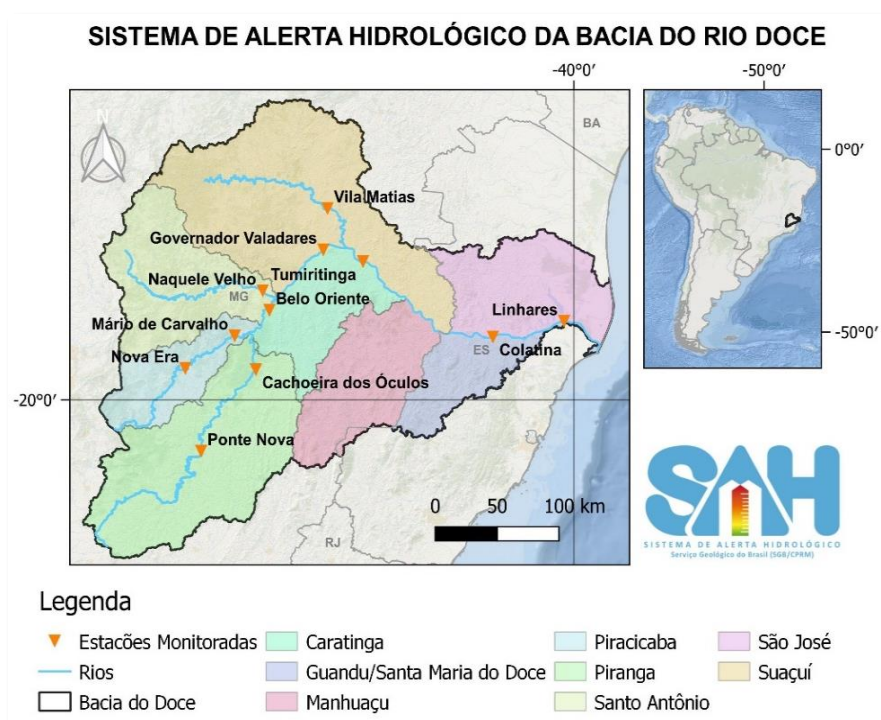 SISTEMA DE ALERTA HIDROLÓGICO DA BACIA DO RIO DOCE
-40°0'
-50°0'
N
BA
0°0'
Vila Matias
Governador Valadares
Naquele Velho
Tumiritinga
MG
Belo Oriente
Linhares
Mário de Carvalho
-50°0'
Nova Era
ES
Colatina
Cachoeira dos Óculos
-20°0'
Ponte Nova
0 50 100 km
RJ
SAH
SISTEMA DE ALERTA HIDROLÓGICO
Serviço Geológico do Brasil (SGB/CPRM)
Legenda
Estacões Monitoradas
Caratinga
Piracicaba
São José
Rios
Guandu/Santa Maria do Doce
Piranga
Suaçuí
Bacia do Doce
Manhuaçu
Santo Antônio